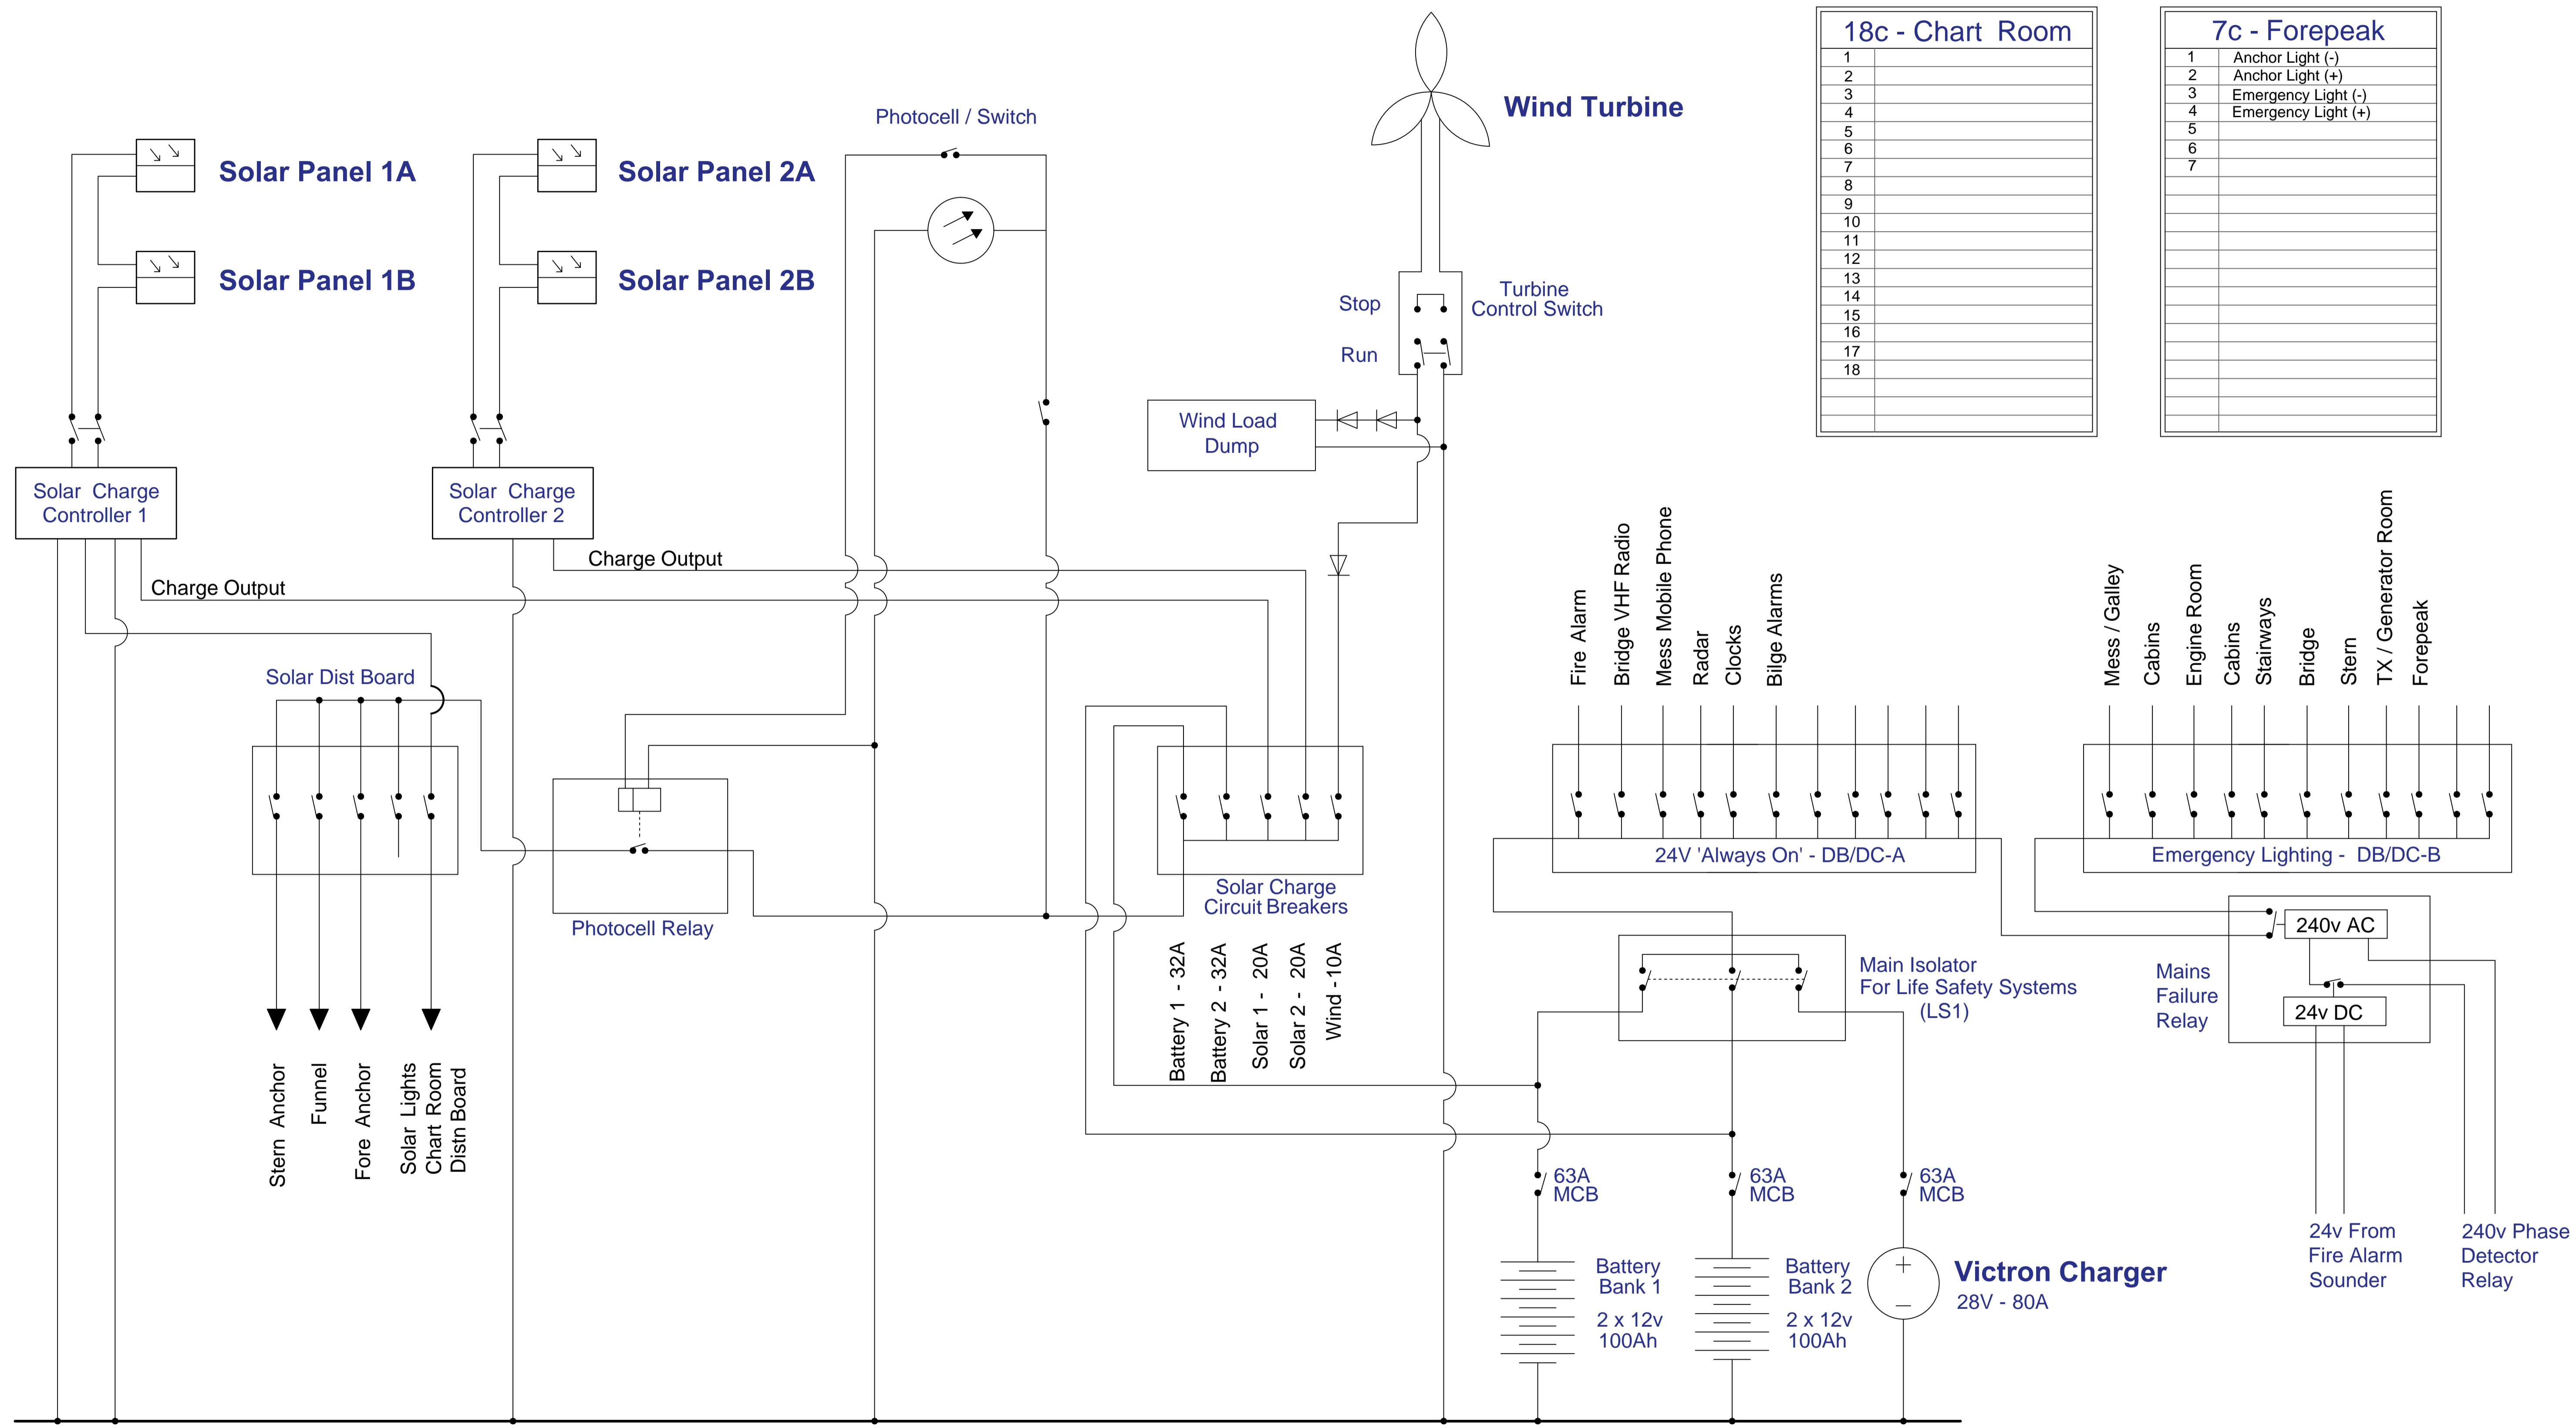 18c - Chart  Room
1
2
3
4
5
6
7
8
9
10
11
12
13
14
15
16
17
18
7c - Forepeak
1 Anchor Light (-)
2 Anchor Light (+)
3 Emergency Light (-)
4 Emergency Light (+)
5
6
7
Wind Turbine
Photocell / Switch
Solar Panel 1A
Solar Panel 2A
Solar Panel 1B
Solar Panel 2B
Stop
Run
Turbine
Control Switch
Wind Load
Dump
Solar  Charge
Controller 1
Solar  Charge
Controller 2
Charge Output
Charge Output
Solar Dist Board
Stern  Anchor
Funnel
Fore  Anchor
Solar  Lights
Chart Room
Distn Board
Photocell Relay
Solar Charge
Circuit Breakers
Battery 1  - 32A
Battery 2  - 32A
Solar 1 -  20A
Solar 2 -  20A
Wind -10A
Fire  Alarm
Bridge VHF Radio
Mess Mobile Phone
Radar
Clocks
Bilge Alarms
24V 'Always On' - DB/DC-A
Mess / Galley
Cabins
Engine Room
Cabins
Stairways
Bridge
Stern
TX / Generator Room
Forepeak
Emergency Lighting -  DB/DC-B
Main Isolator
For Life Safety Systems
(LS1)
Mains
Failure
Relay
240v AC
24v DC
63A
MCB
63A
MCB
63A
MCB
Battery
Bank 1
2 x 12v
100Ah
Battery
Bank 2
2 x 12v
100Ah
Victron Charger
28V - 80A
24v From
Fire Alarm
Sounder
240v Phase
Detector
Relay